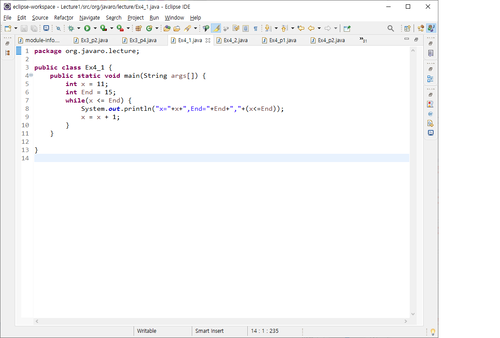 eclipse-workspace - Lecture1/src/org/javaro/lecture/Ex4_1.java - Eclipse IDE
File Edit Source Refactor Navigate Search Project Run Window Help
module-info... Ex3_p2.java Ex3_p4.java Ex4_1.java Ex4_2.java Ex4_p1.java Ex4_p2.java
1 package org.javaro.lecture;
2
3 public class Ex4_1 {
4 public static void main(String args[]) {
5 int x = 11;
6 int End = 15;
7 while(x <= End) {
8 System.out.println("x="+x+",End="+End+","+(x<=End));
9 x = x + 1;
10 }
11 }
12
13 }
14
Writable Smart Insert 14 : 1 : 235